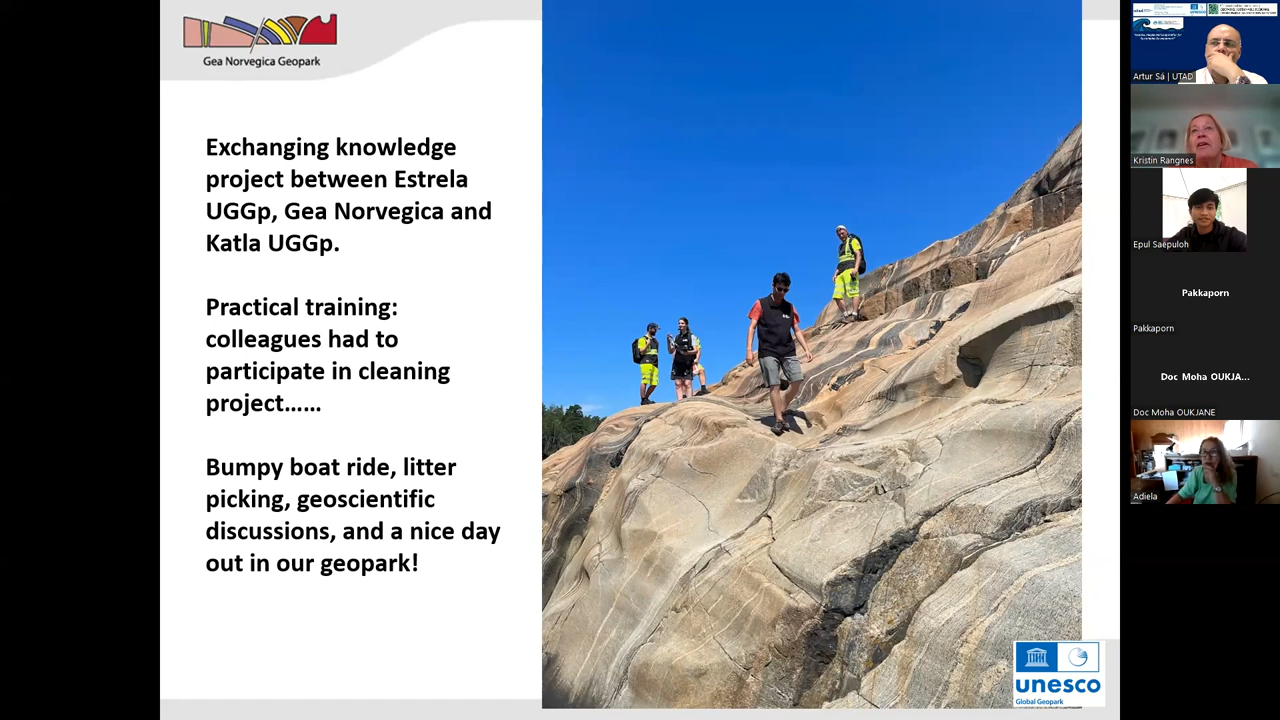 Gea Norvegica Geopark
Exchanging knowledge
project between Estrela
UGGp, Gea Norvegica and
Katla UGGp.
Practical training:
colleagues had to
participate in cleaning
project......
Bumpy boat ride, litter
picking, geoscientific
discussions, and a nice day
out in our geopark!
unesco
Global Geopark
unesco
Artur Sá | UTAD
Kristin Rangnes
Epul Saepuloh
Pakkaporn
Pakkaporn
Doc Moha OUKJA...
Doc Moha OUKJANE
Adiela